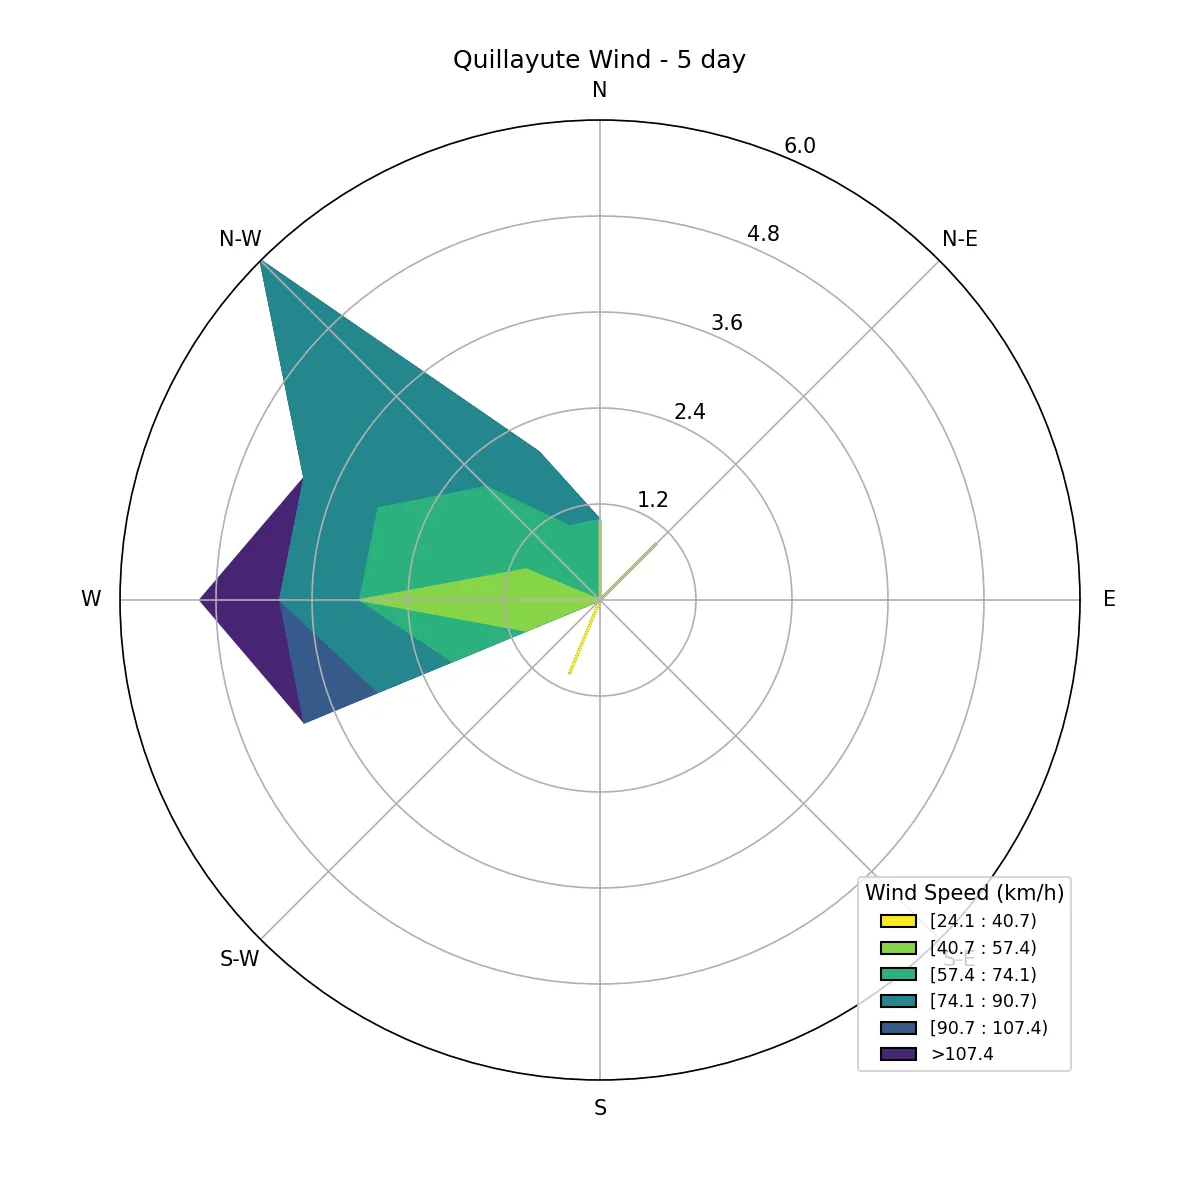 Quillayute Wind - 5 day
N
6.0
N-W
4.8
N-E
3.6
2.4
1.2
W
E
S-W
S-E
S
Wind Speed (km/h)
[24.1 : 40.7)
[40.7 : 57.4)
[57.4 : 74.1)
[74.1 : 90.7)
[90.7 : 107.4)
>107.4